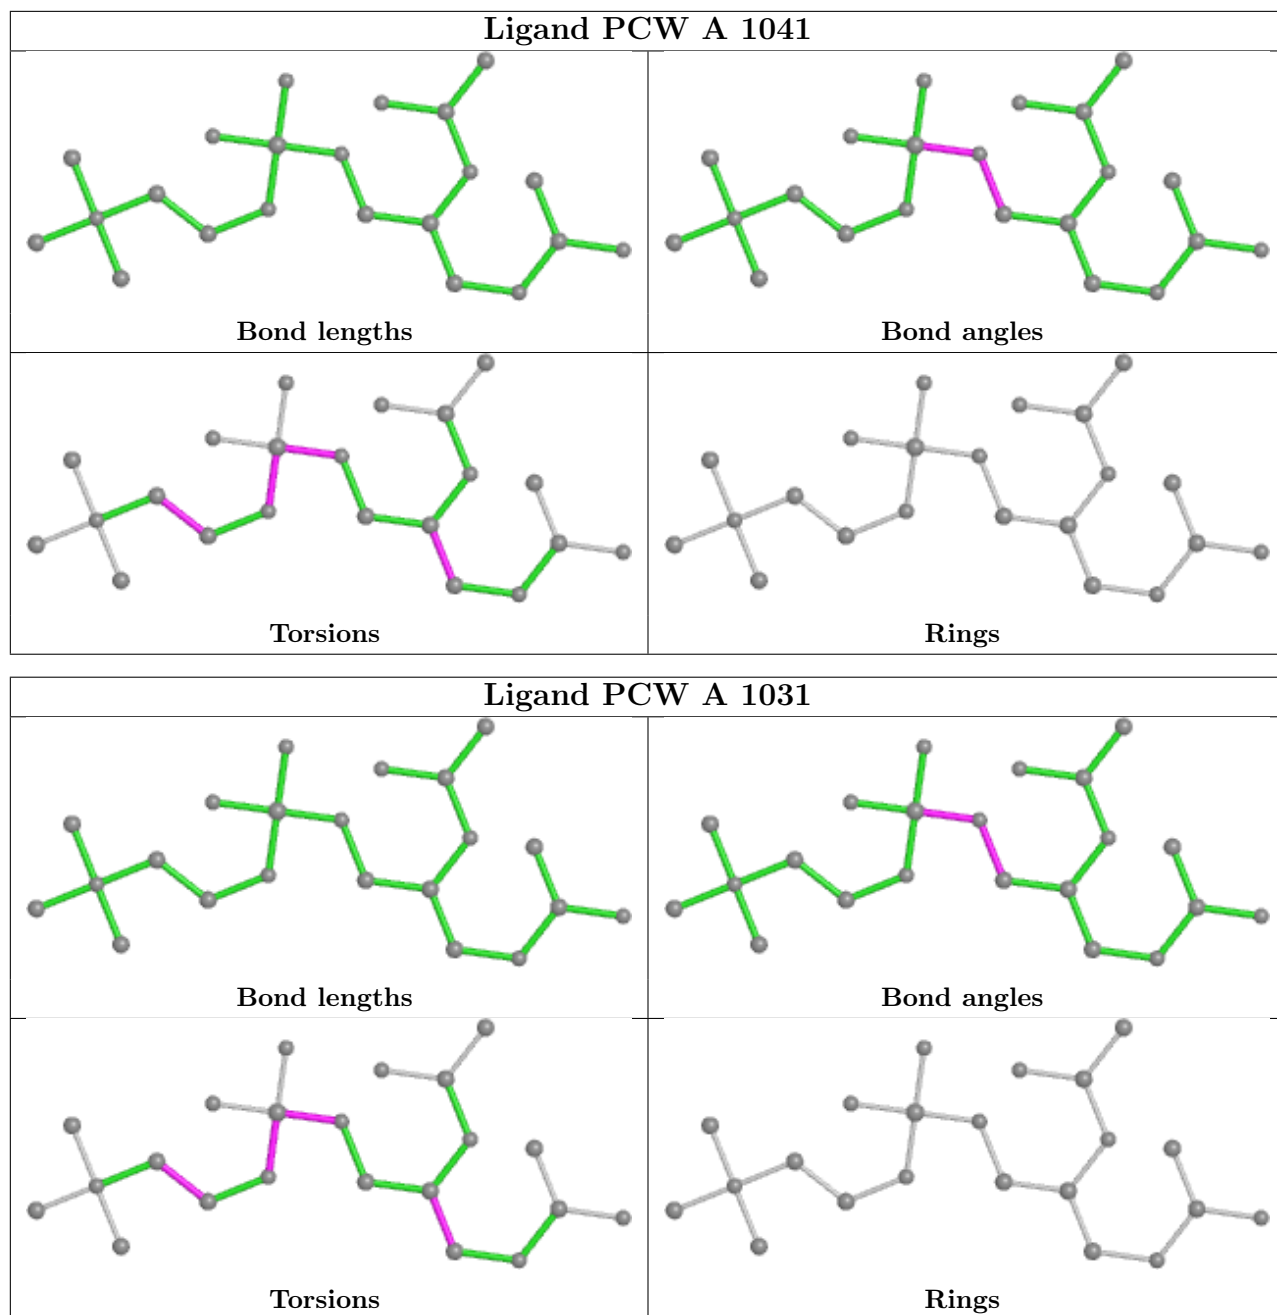 Ligand PCW A 1041
Bond lengths
Bond angles
Torsions
Rings
Ligand PCW A 1031
Bond lengths
Bond angles
Torsions
Rings